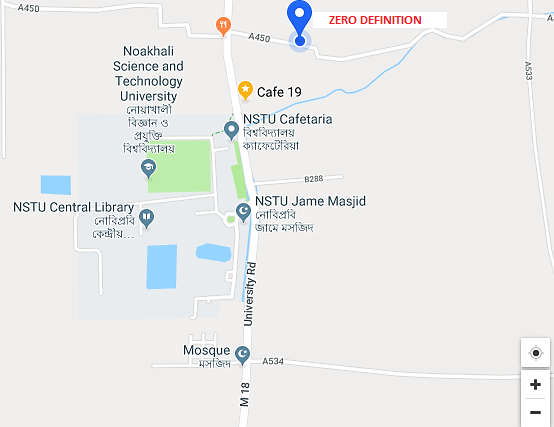 A450
ZERO DEFINITION
A450
A533
Noakhali
Science and
Technology
University
নোয়াখালী
বিজ্ঞান ও
প্রযুক্তি
বিশ্ববিদ্যালয়
Cafe 19
NSTU Cafetaria
বিশ্ববিদ্যালয়
ক্যাফেটেরিয়া
B288
NSTU Central Library
নোবিপ্রবি
কেন্দ্রীয়...
NSTU Jame Masjid
নোবিপ্রবি
জামে মসজিদ
University Rd
Mosque
মসজিদ
A534
M 18
+
−